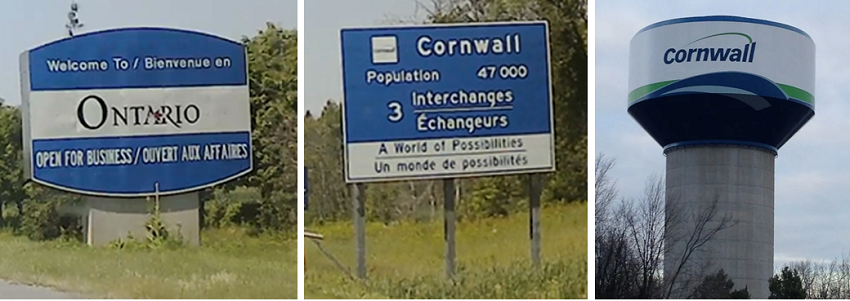 Welcome To / Bienvenue en
ONTARIO
OPEN FOR BUSINESS / OUVERT AUX AFFAIRES
Cornwall
Population 47 000
3 Interchanges
Échangeurs
A World of Possibilities
Un monde de possibilités
Cornwall